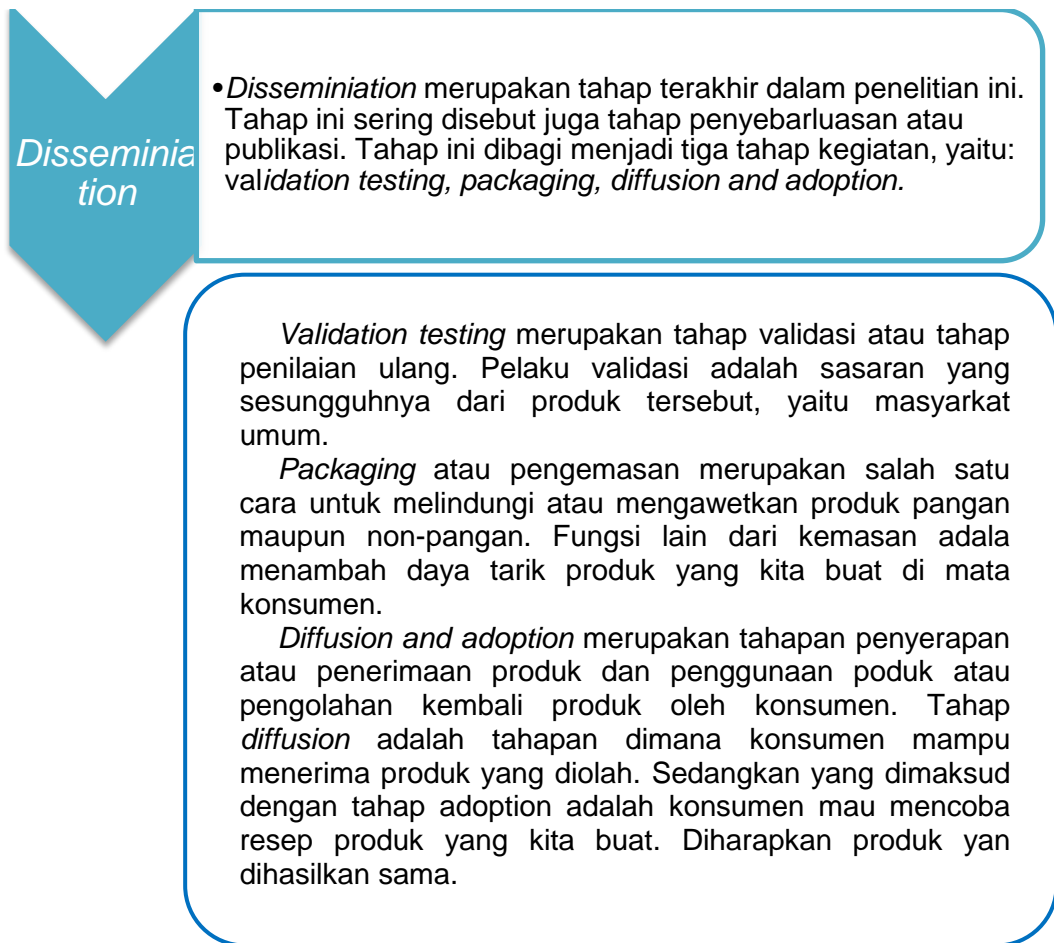 Disseminia
tion
•Disseminiation merupakan tahap terakhir dalam penelitian ini.
Tahap ini sering disebut juga tahap penyebarluasan atau
publikasi. Tahap ini dibagi menjadi tiga tahap kegiatan, yaitu:
validation testing, packaging, diffusion and adoption.
Validation testing merupakan tahap validasi atau tahap
penilaian ulang. Pelaku validasi adalah sasaran yang
sesungguhnya dari produk tersebut, yaitu masyarkat
umum.
Packaging atau pengemasan merupakan salah satu
cara untuk melindungi atau mengawetkan produk pangan
maupun non-pangan. Fungsi lain dari kemasan adala
menambah daya tarik produk yang kita buat di mata
konsumen.
Diffusion and adoption merupakan tahapan penyerapan
atau penerimaan produk dan penggunaan poduk atau
pengolahan kembali produk oleh konsumen. Tahap
diffusion adalah tahapan dimana konsumen mampu
menerima produk yang diolah. Sedangkan yang dimaksud
dengan tahap adoption adalah konsumen mau mencoba
resep produk yang kita buat. Diharapkan produk yan
dihasilkan sama.